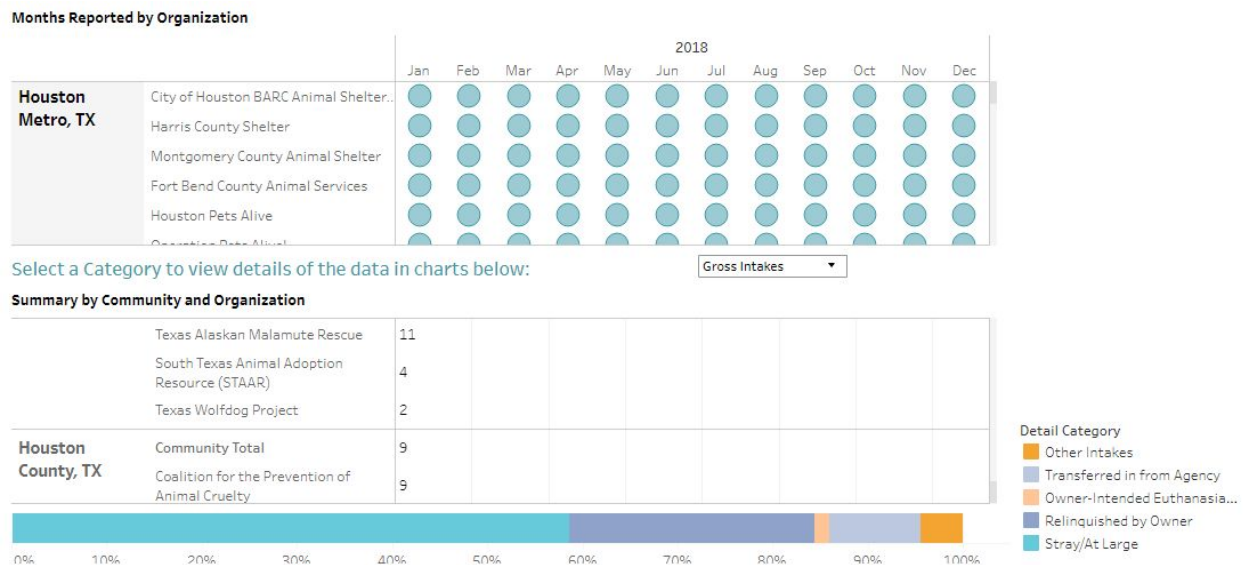 Months Reported by Organization
2018
Jan Feb Mar Apr May Jun Jul Aug Sep Oct Nov Dec
Houston
Metro, TX
City of Houston BARC Animal Shelter..
Harris County Shelter
Montgomery County Animal Shelter
Fort Bend County Animal Services
Houston Pets Alive
Operation Pets Alive!
Select a Category to view details of the data in charts below:
Gross Intakes
Summary by Community and Organization
Texas Alaskan Malamute Rescue 11
South Texas Animal Adoption
Resource (STAAR) 4
Texas Wolfdog Project 2
Houston
County, TX
Community Total 9
Coalition for the Prevention of
Animal Cruelty 9
0% 10% 20% 30% 40% 50% 60% 70% 80% 90% 100%
Detail Category
Other Intakes
Transferred in from Agency
Owner-Intended Euthanasia...
Relinquished by Owner
Stray/At Large